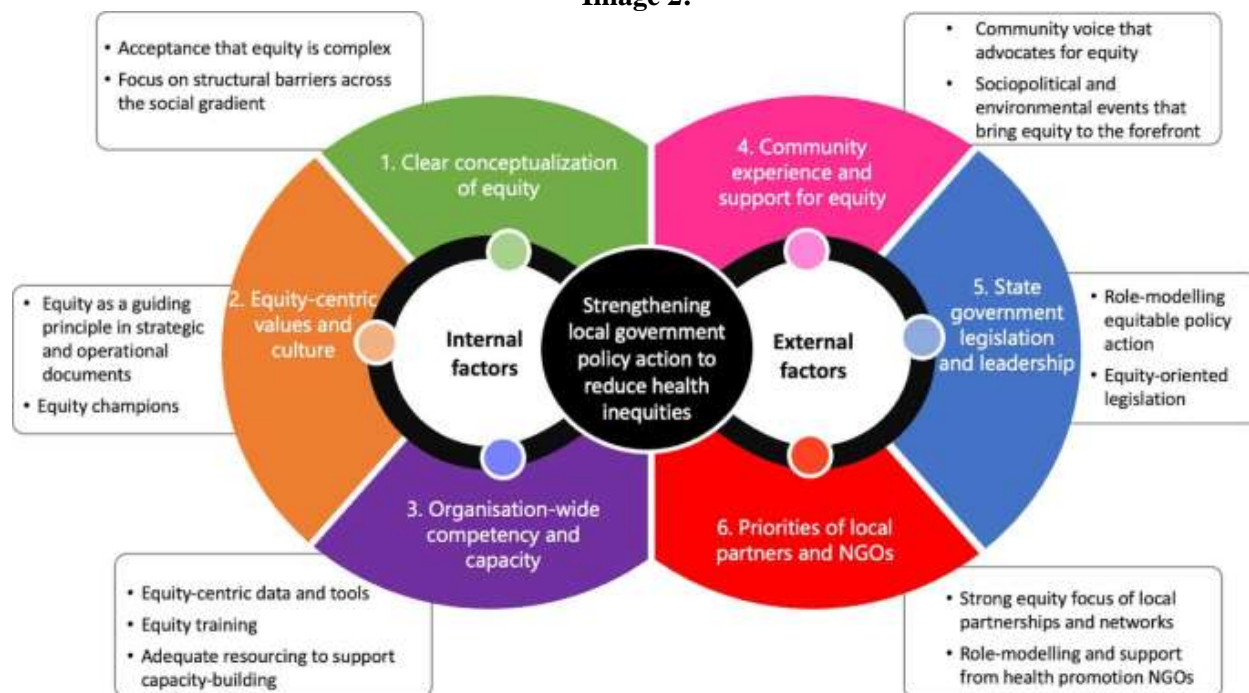 Image 2:
• Acceptance that equity is complex
• Focus on structural barriers across
the social gradient
• Community voice that
advocates for equity
• Sociopolitical and
environmental events that
bring equity to the forefront
1. Clear conceptualization
of equity
4. Community
experience and
support for equity
• Equity as a guiding
principle in strategic
and operational
documents
• Equity champions
2. Equity-centric
values and
culture
Internal
factors
Strengthening
local government
policy action to
reduce health
inequities
External
factors
5. State
government
legislation
and leadership
• Role-modelling
equitable policy
action
• Equity-oriented
legislation
3. Organisation-wide
competency and
capacity
6. Priorities of local
partners and NGOs
• Equity-centric data and tools
• Equity training
• Adequate resourcing to support
capacity-building
• Strong equity focus of local
partnerships and networks
• Role-modelling and support
from health promotion NGOs